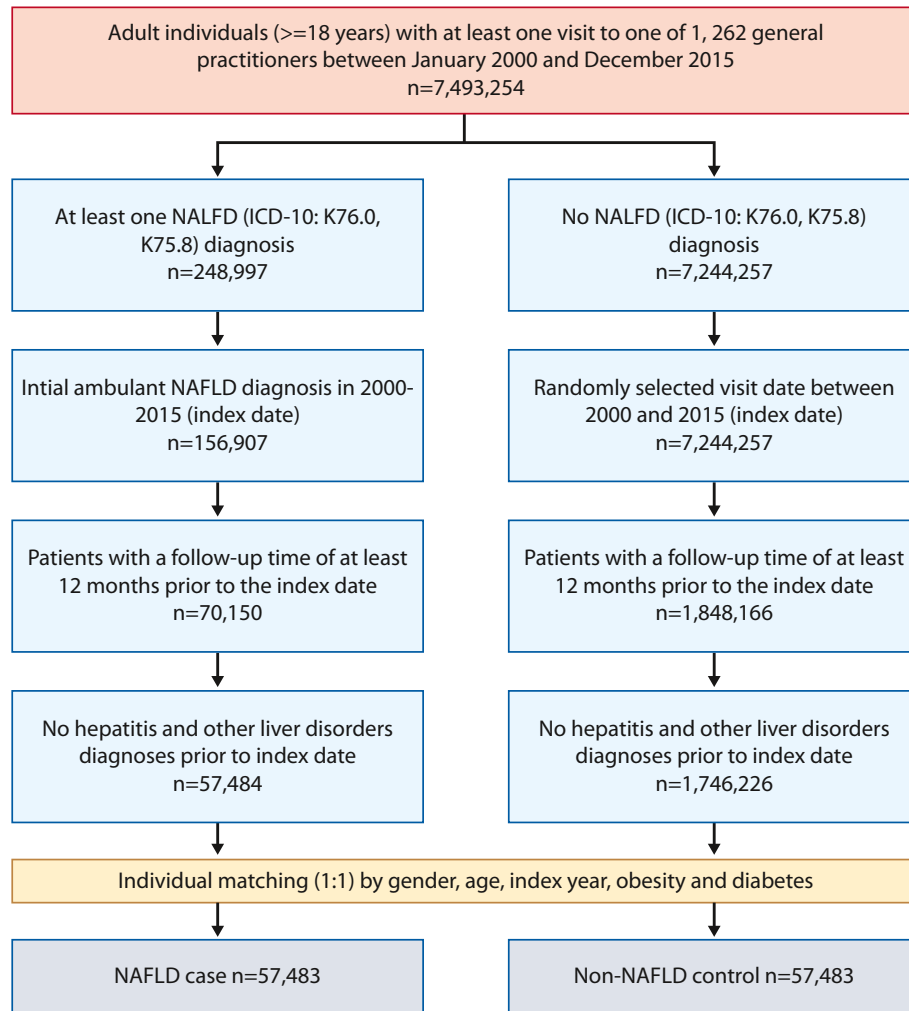 Adult individuals (>=18 years) with at least one visit to one of 1, 262 general
practitioners between January 2000 and December 2015
n=7,493,254
At least one NALFD (ICD-10: K76.0,
K75.8) diagnosis
n=248,997
No NALFD (ICD-10: K76.0, K75.8)
diagnosis
n=7,244,257
Intial ambulant NAFLD diagnosis in 2000-
2015 (index date)
n=156,907
Randomly selected visit date between
2000 and 2015 (index date)
n=7,244,257
Patients with a follow-up time of at least
12 months prior to the index date
n=70,150
Patients with a follow-up time of at least
12 months prior to the index date
n=1,848,166
No hepatitis and other liver disorders
diagnoses prior to index date
n=57,484
No hepatitis and other liver disorders
diagnoses prior to index date
n=1,746,226
Individual matching (1:1) by gender, age, index year, obesity and diabetes
NAFLD case n=57,483
Non-NAFLD control n=57,483